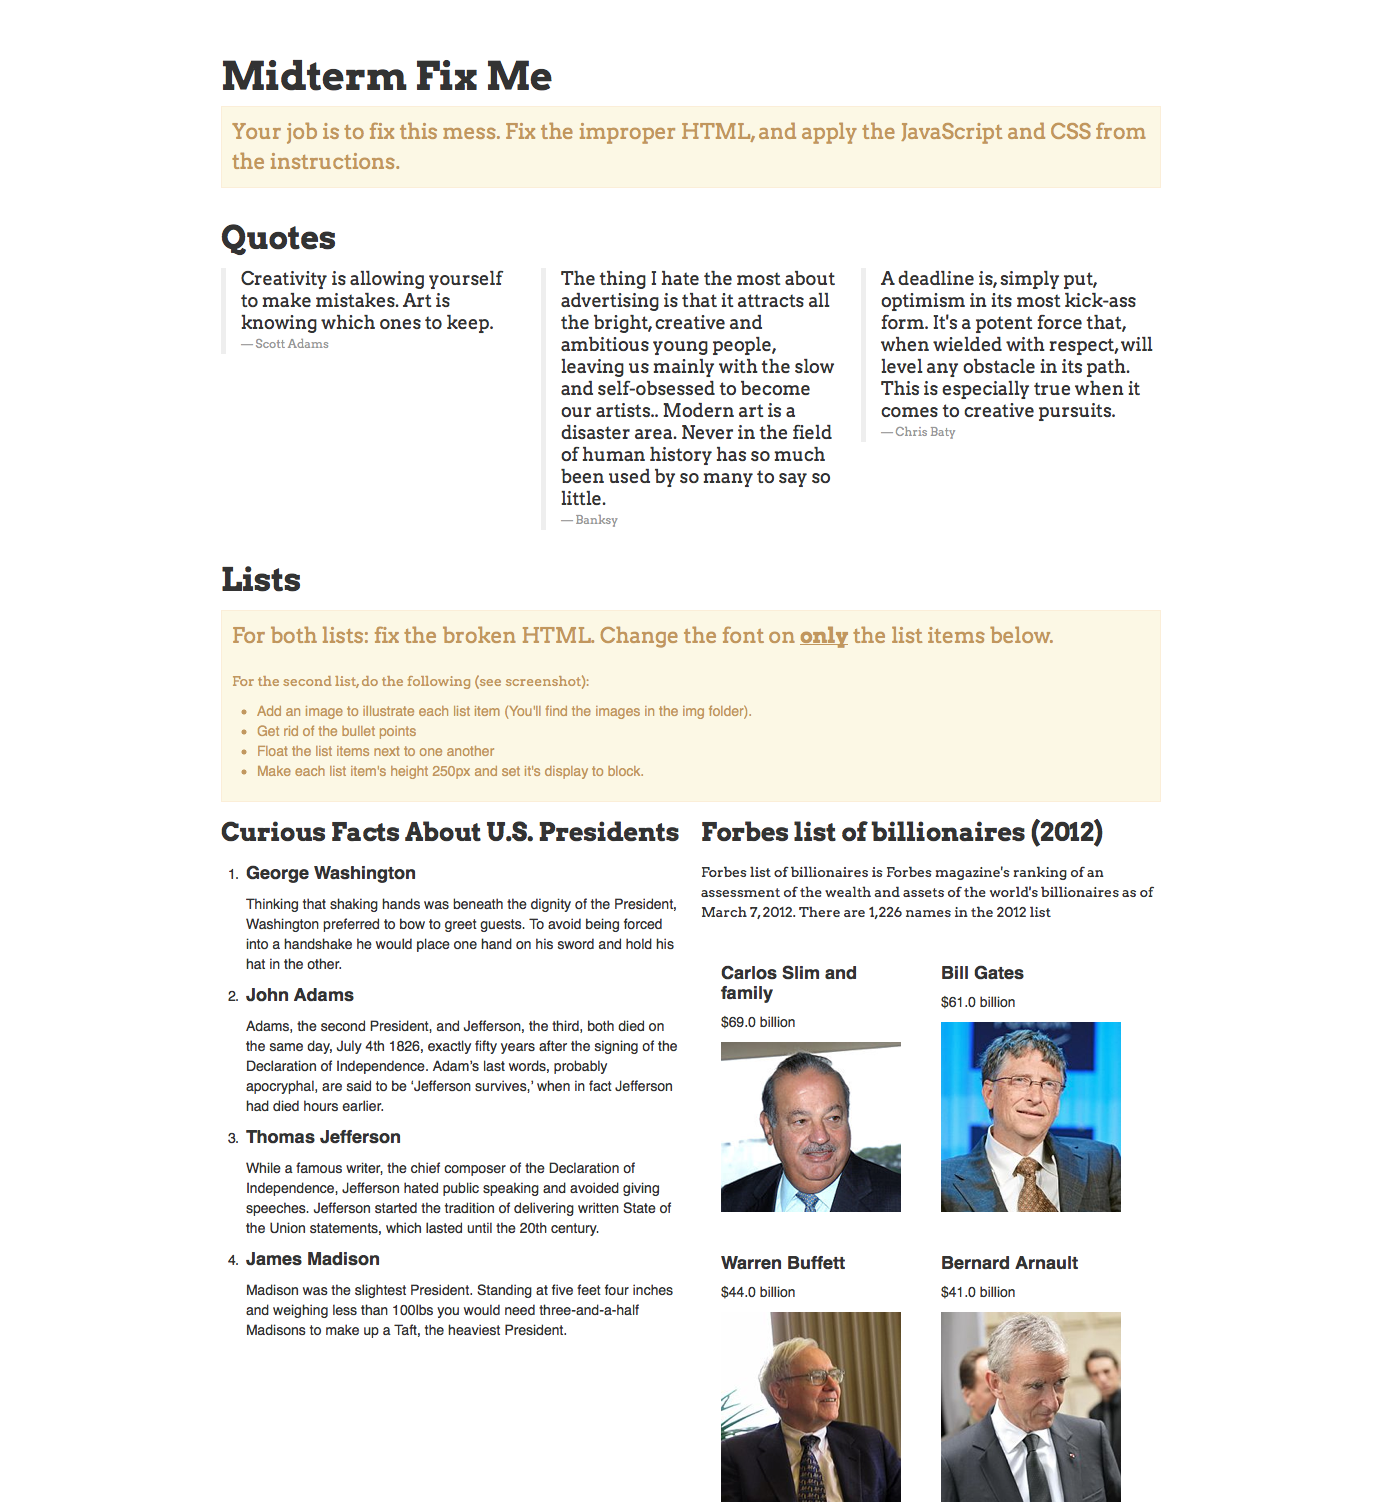 Midterm Fix Me
Your job is to fix this mess. Fix the improper HTML, and apply the JavaScript and CSS from
the instructions.
Quotes
Creativity is allowing yourself
to make mistakes. Art is
knowing which ones to keep.
— Scott Adams
The thing I hate the most about
advertising is that it attracts all
the bright, creative and
ambitious young people,
leaving us mainly with the slow
and self-obsessed to become
our artists.. Modern art is a
disaster area. Never in the field
of human history has so much
been used by so many to say so
little.
— Banksy
A deadline is, simply put,
optimism in its most kick-ass
form. It's a potent force that,
when wielded with respect, will
level any obstacle in its path.
This is especially true when it
comes to creative pursuits.
— Chris Baty
Lists
For both lists: fix the broken HTML. Change the font on only the list items below.
For the second list, do the following (see screenshot):
• Add an image to illustrate each list item (You'll find the images in the img folder).
• Get rid of the bullet points
• Float the list items next to one another
• Make each list item's height 250px and set it's display to block.
Curious Facts About U.S. Presidents
1. George Washington
Thinking that shaking hands was beneath the dignity of the President,
Washington preferred to bow to greet guests. To avoid being forced
into a handshake he would place one hand on his sword and hold his
hat in the other.
2. John Adams
Adams, the second President, and Jefferson, the third, both died on
the same day, July 4th 1826, exactly fifty years after the signing of the
Declaration of Independence. Adam's last words, probably
apocryphal, are said to be ‘Jefferson survives,’ when in fact Jefferson
had died hours earlier.
3. Thomas Jefferson
While a famous writer, the chief composer of the Declaration of
Independence, Jefferson hated public speaking and avoided giving
speeches. Jefferson started the tradition of delivering written State of
the Union statements, which lasted until the 20th century.
4. James Madison
Madison was the slightest President. Standing at five feet four inches
and weighing less than 100lbs you would need three-and-a-half
Madisons to make up a Taft, the heaviest President.
Forbes list of billionaires (2012)
Forbes list of billionaires is Forbes magazine's ranking of an
assessment of the wealth and assets of the world's billionaires as of
March 7, 2012. There are 1,226 names in the 2012 list
Carlos Slim and
family
$69.0 billion
Bill Gates
$61.0 billion
Warren Buffett
$44.0 billion
Bernard Arnault
$41.0 billion